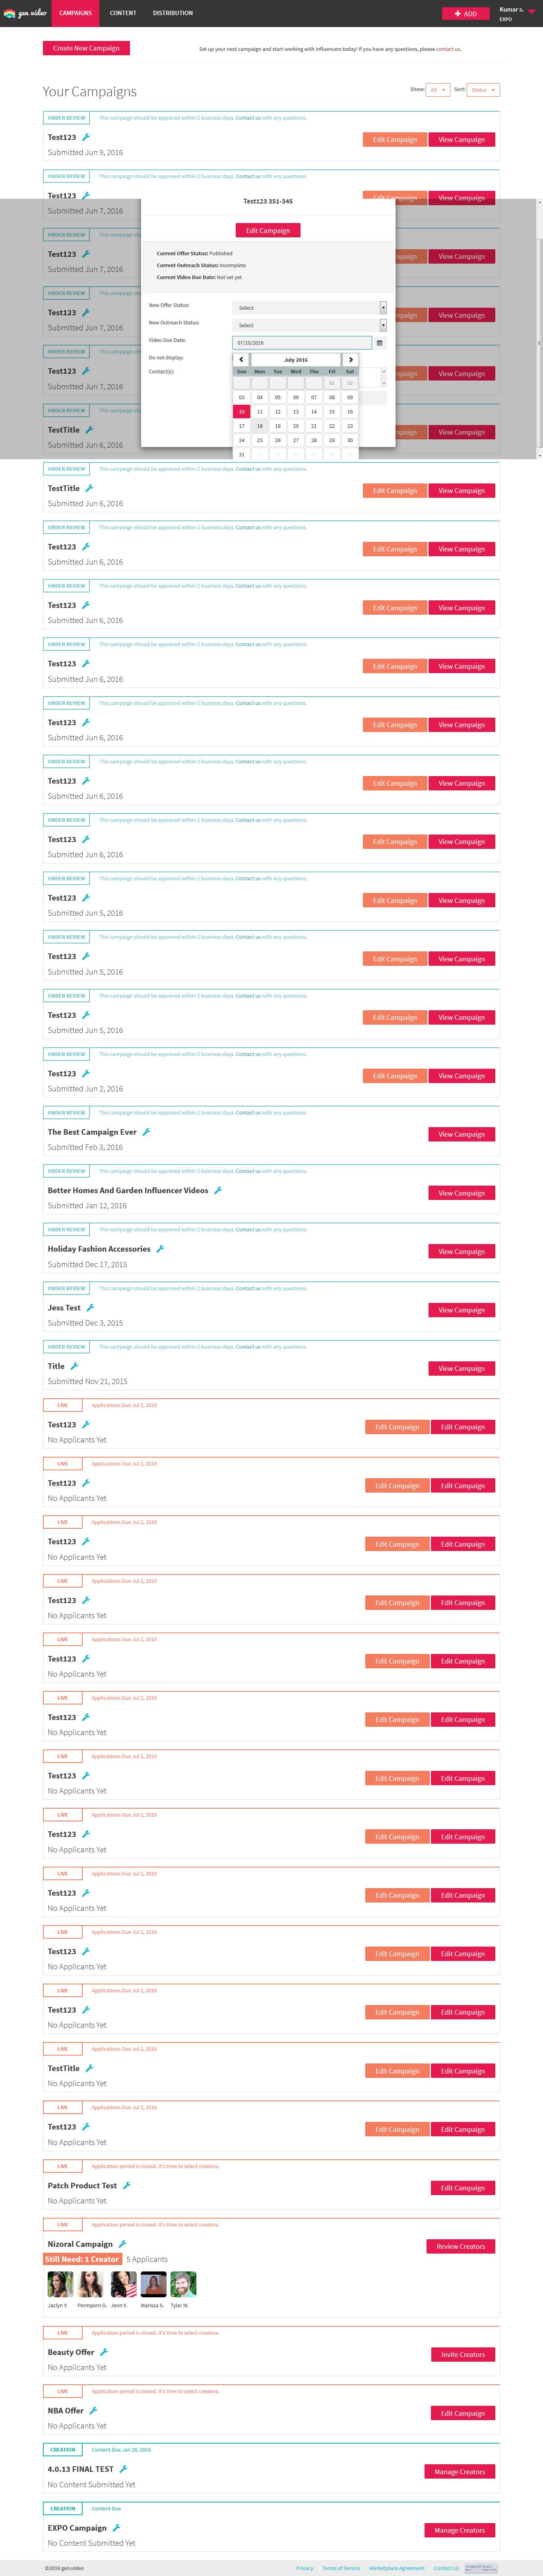 gen.video
CAMPAIGNS CONTENT DISTRIBUTION
+ ADD
Kumar s.
EXPO
Create New Campaign
Set up your next campaign and start working with influencers today! If you have any questions, please contact us.
Your Campaigns
Show: All Sort: Status
UNDER REVIEW This campaign should be approved within 2 business days. Contact us with any questions.
Test123
Edit Campaign View Campaign
Submitted Jun 9, 2016
UNDER REVIEW This campaign should be approved within 2 business days. Contact us with any questions.
Test123
Edit Campaign View Campaign
Submitted Jun 7, 2016
UNDER REVIEW This campaign
Test123
View Campaign
Submitted Jun 7, 2016
UNDER REVIEW This campaign
Test123
View Campaign
Submitted Jun 7, 2016
UNDER REVIEW This campaign
Test123
View Campaign
Submitted Jun 7, 2016
UNDER REVIEW This campaign
TestTitle
View Campaign
Submitted Jun 6, 2016
Test123 351-345
Edit Campaign
Current Offer Status: Published
Current Outreach Status: Incomplete
Current Video Due Date: Not set yet
New Offer Status: Select
New Outreach Status: Select
Video Due Date: 07/10/2016
Do not display:
Contact(s):
July 2016
Sun Mon Tue Wed Thu Fri Sat
01 02
03 04 05 06 07 08 09
10 11 12 13 14 15 16
17 18 19 20 21 22 23
24 25 26 27 28 29 30
31
UNDER REVIEW This campaign should be approved within 2 business days. Contact us with any questions.
TestTitle
Edit Campaign View Campaign
Submitted Jun 6, 2016
UNDER REVIEW This campaign should be approved within 2 business days. Contact us with any questions.
Test123
Edit Campaign View Campaign
Submitted Jun 6, 2016
UNDER REVIEW This campaign should be approved within 2 business days. Contact us with any questions.
Test123
Edit Campaign View Campaign
Submitted Jun 6, 2016
UNDER REVIEW This campaign should be approved within 2 business days. Contact us with any questions.
Test123
Edit Campaign View Campaign
Submitted Jun 6, 2016
UNDER REVIEW This campaign should be approved within 2 business days. Contact us with any questions.
Test123
Edit Campaign View Campaign
Submitted Jun 6, 2016
UNDER REVIEW This campaign should be approved within 2 business days. Contact us with any questions.
Test123
Edit Campaign View Campaign
Submitted Jun 6, 2016
UNDER REVIEW This campaign should be approved within 2 business days. Contact us with any questions.
Test123
Edit Campaign View Campaign
Submitted Jun 6, 2016
UNDER REVIEW This campaign should be approved within 2 business days. Contact us with any questions.
Test123
Edit Campaign View Campaign
Submitted Jun 5, 2016
UNDER REVIEW This campaign should be approved within 2 business days. Contact us with any questions.
Test123
Edit Campaign View Campaign
Submitted Jun 5, 2016
UNDER REVIEW This campaign should be approved within 2 business days. Contact us with any questions.
Test123
Edit Campaign View Campaign
Submitted Jun 5, 2016
UNDER REVIEW This campaign should be approved within 2 business days. Contact us with any questions.
Test123
Edit Campaign View Campaign
Submitted Jun 2, 2016
UNDER REVIEW This campaign should be approved within 2 business days. Contact us with any questions.
The Best Campaign Ever
View Campaign
Submitted Feb 3, 2016
UNDER REVIEW This campaign should be approved within 2 business days. Contact us with any questions.
Better Homes And Garden Influencer Videos
View Campaign
Submitted Jan 12, 2016
UNDER REVIEW This campaign should be approved within 2 business days. Contact us with any questions.
Holiday Fashion Accessories
View Campaign
Submitted Dec 17, 2015
UNDER REVIEW This campaign should be approved within 2 business days. Contact us with any questions.
Jess Test
View Campaign
Submitted Dec 3, 2015
UNDER REVIEW This campaign should be approved within 2 business days. Contact us with any questions.
Title
View Campaign
Submitted Nov 21, 2015
LIVE Applications Due Jul 2, 2016
Test123
Edit Campaign Edit Campaign
No Applicants Yet
LIVE Applications Due Jul 2, 2016
Test123
Edit Campaign Edit Campaign
No Applicants Yet
LIVE Applications Due Jul 2, 2016
Test123
Edit Campaign Edit Campaign
No Applicants Yet
LIVE Applications Due Jul 2, 2016
Test123
Edit Campaign Edit Campaign
No Applicants Yet
LIVE Applications Due Jul 2, 2016
Test123
Edit Campaign Edit Campaign
No Applicants Yet
LIVE Applications Due Jul 2, 2016
Test123
Edit Campaign Edit Campaign
No Applicants Yet
LIVE Applications Due Jul 2, 2016
Test123
Edit Campaign Edit Campaign
No Applicants Yet
LIVE Applications Due Jul 2, 2016
Test123
Edit Campaign Edit Campaign
No Applicants Yet
LIVE Applications Due Jul 2, 2016
Test123
Edit Campaign Edit Campaign
No Applicants Yet
LIVE Applications Due Jul 2, 2016
Test123
Edit Campaign Edit Campaign
No Applicants Yet
LIVE Applications Due Jul 2, 2016
Test123
Edit Campaign Edit Campaign
No Applicants Yet
LIVE Applications Due Jul 2, 2016
TestTitle
Edit Campaign Edit Campaign
No Applicants Yet
LIVE Applications Due Jul 2, 2016
Test123
Edit Campaign Edit Campaign
No Applicants Yet
LIVE Application period is closed. It's time to select creators.
Patch Product Test
Edit Campaign
No Applicants Yet
LIVE Application period is closed. It's time to select creators.
Nizoral Campaign
Review Creators
Still Need: 1 Creator 5 Applicants
Jaclyn Y. Permporn G. Jenn Y. Marissa S. Tyler M.
LIVE Application period is closed. It's time to select creators.
Beauty Offer
Invite Creators
No Applicants Yet
LIVE Application period is closed. It's time to select creators.
NBA Offer
Edit Campaign
No Applicants Yet
CREATION Content Due Jan 28, 2016
4.0.13 FINAL TEST
Manage Creators
No Content Submitted Yet
CREATION Content Due
EXPO Campaign
Manage Creators
No Content Submitted Yet
©2016 gen.video
Privacy Terms of Service Marketplace Agreement Contact Us